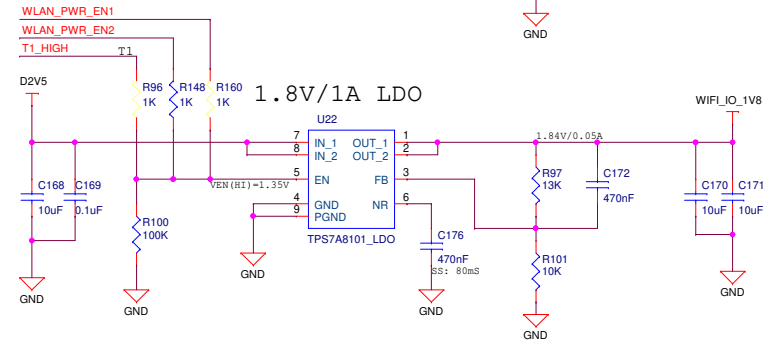 WLAN_PWR_EN1
WLAN_PWR_EN2
T1_HIGH
T1
GND
D2V5
R96
1K
R148
1K
R160
1K
1.8V/1A LDO
WIFI_IO_1V8
U22
7
IN_1
OUT_1
1
1.84V/0.05A
8
IN_2
OUT_2
2
5
EN
FB
3
VEN(HI)=1.35V
4
GND
NR
6
9
PGND
TPS7A8101_LDO
C168
10uF
C169
0.1uF
R100
100K
R97
13K
C172
470nF
C170
10uF
C171
10uF
C176
470nF
SS: 80mS
R101
10K
GND
GND
GND
GND
GND
GND